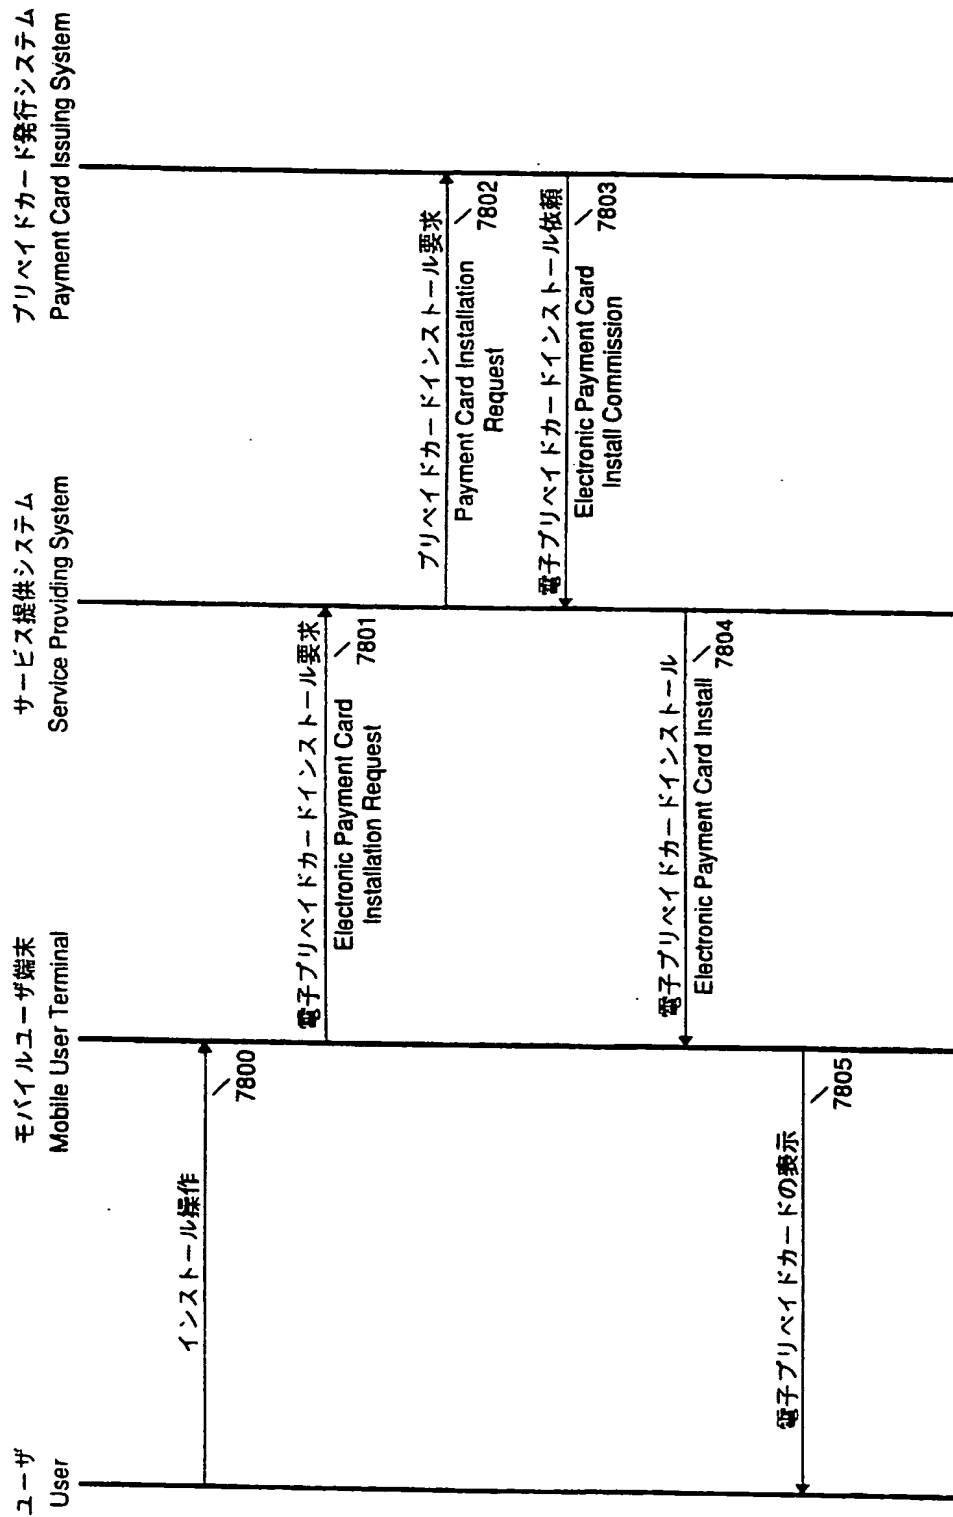 ユーザ
User
モバイルユーザ端末
Mobile User Terminal
サービス提供システム
Service Providing System
プリペイドカード発行システム
Payment Card Issuing System
インストール操作
7800
電子プリペイドカードインストール要求
7801
Electronic Payment Card
Installation Request
プリペイドカードインストール要求
7802
Payment Card Installation
Request
電子プリペイドカードインストール依頼
7803
Electronic Payment Card
Install Commission
電子プリペイドカードインストール
7804
Electronic Payment Card Install
電子プリペイドカードの表示
7805